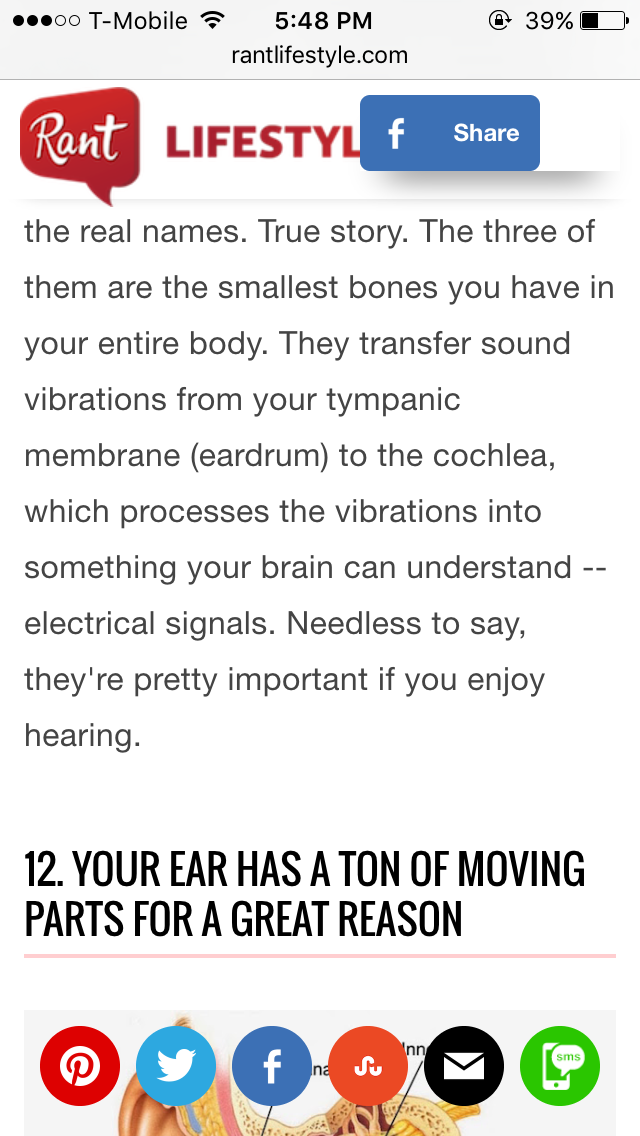 T-Mobile 5:48 PM 39%
rantlifestyle.com
Rant LIFESTYL
f Share
the real names. True story. The three of
them are the smallest bones you have in
your entire body. They transfer sound
vibrations from your tympanic
membrane (eardrum) to the cochlea,
which processes the vibrations into
something your brain can understand --
electrical signals. Needless to say,
they're pretty important if you enjoy
hearing.
12. YOUR EAR HAS A TON OF MOVING
PARTS FOR A GREAT REASON
sms